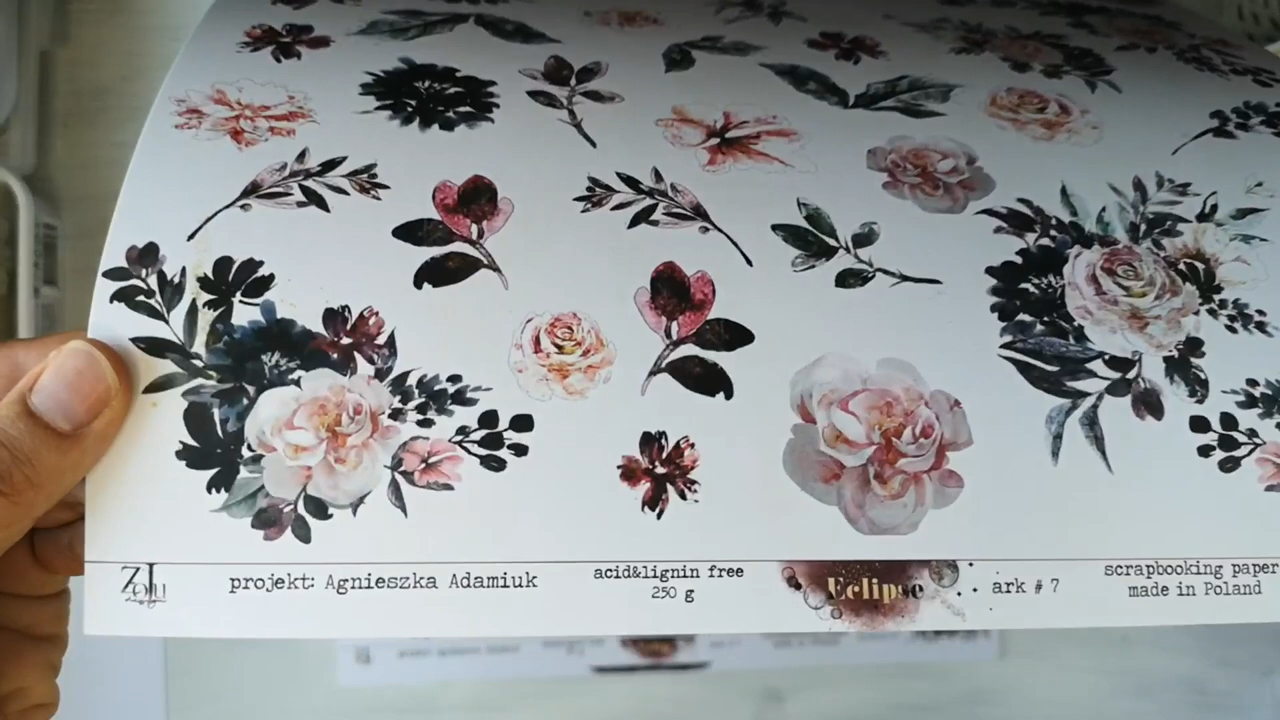 ZoJu
projekt: Agnieszka Adamiuk
acid&lignin free
250 g
Eclipse
ark # 7
scrapbooking paper
made in Poland